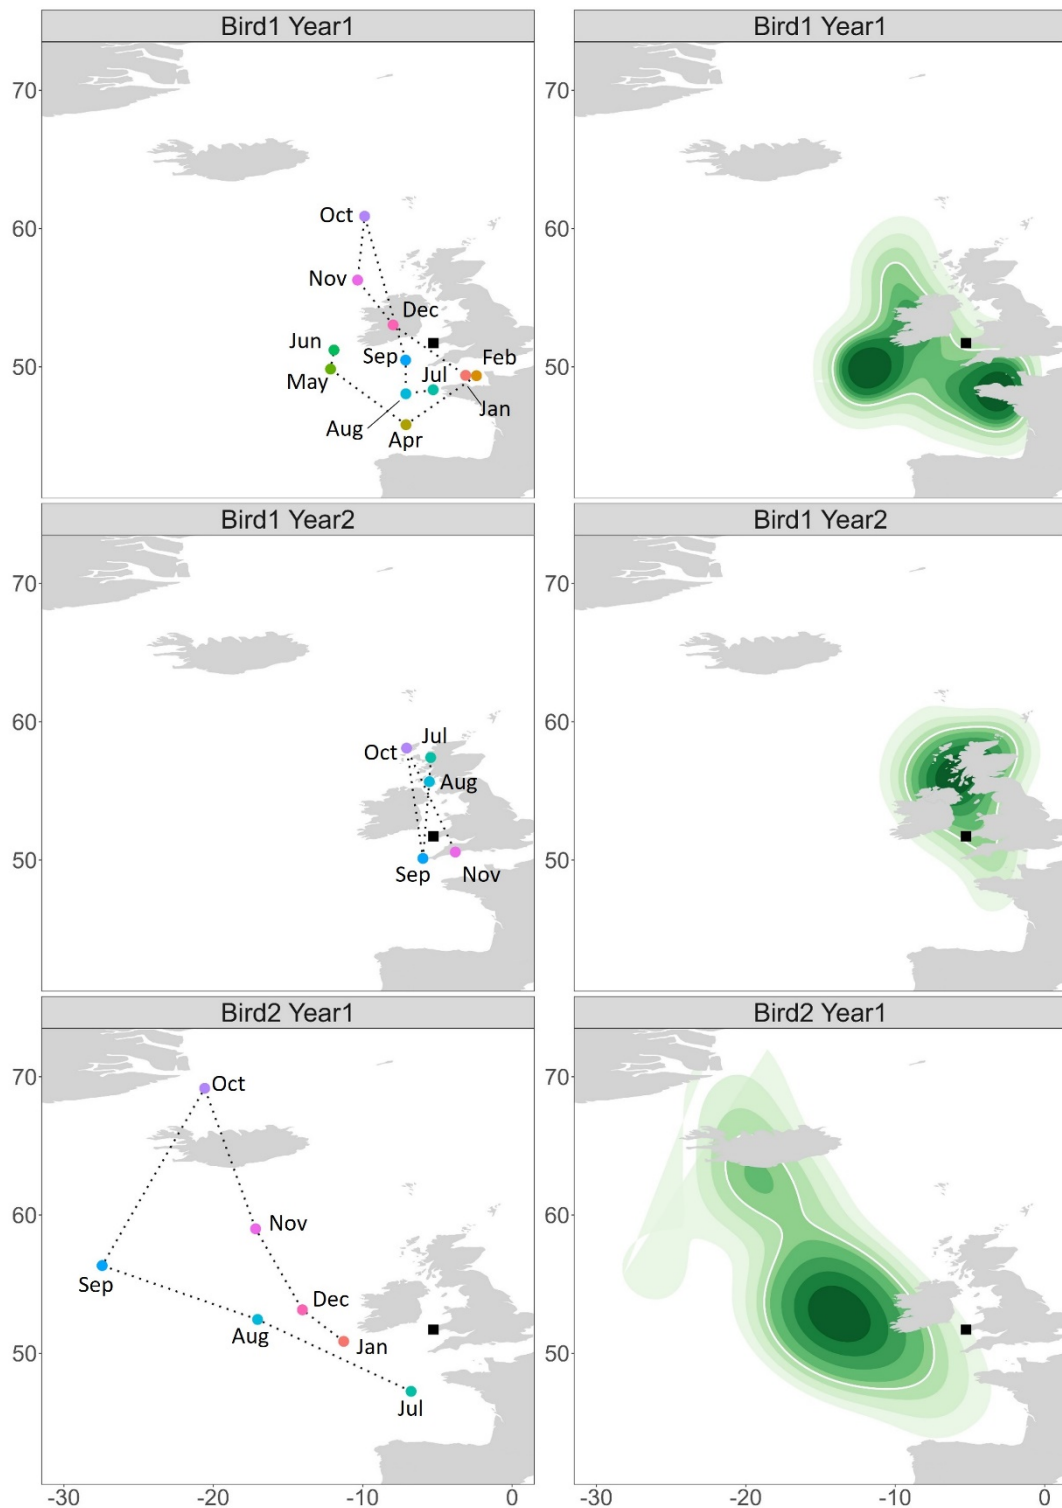 Bird1 Year1
Bird1 Year1
70
70
60
60
50
50
Oct
Nov
Dec
Jun
Sep
Feb
May
Jul
Jan
Aug
Apr
Bird1 Year2
Bird1 Year2
70
70
60
60
50
50
Jul
Oct
Aug
Sep
Nov
Bird2 Year1
Bird2 Year1
70
70
60
60
50
50
Oct
Nov
Sep
Dec
Aug
Jan
Jul
-30 -20 -10 0
-30 -20 -10 0